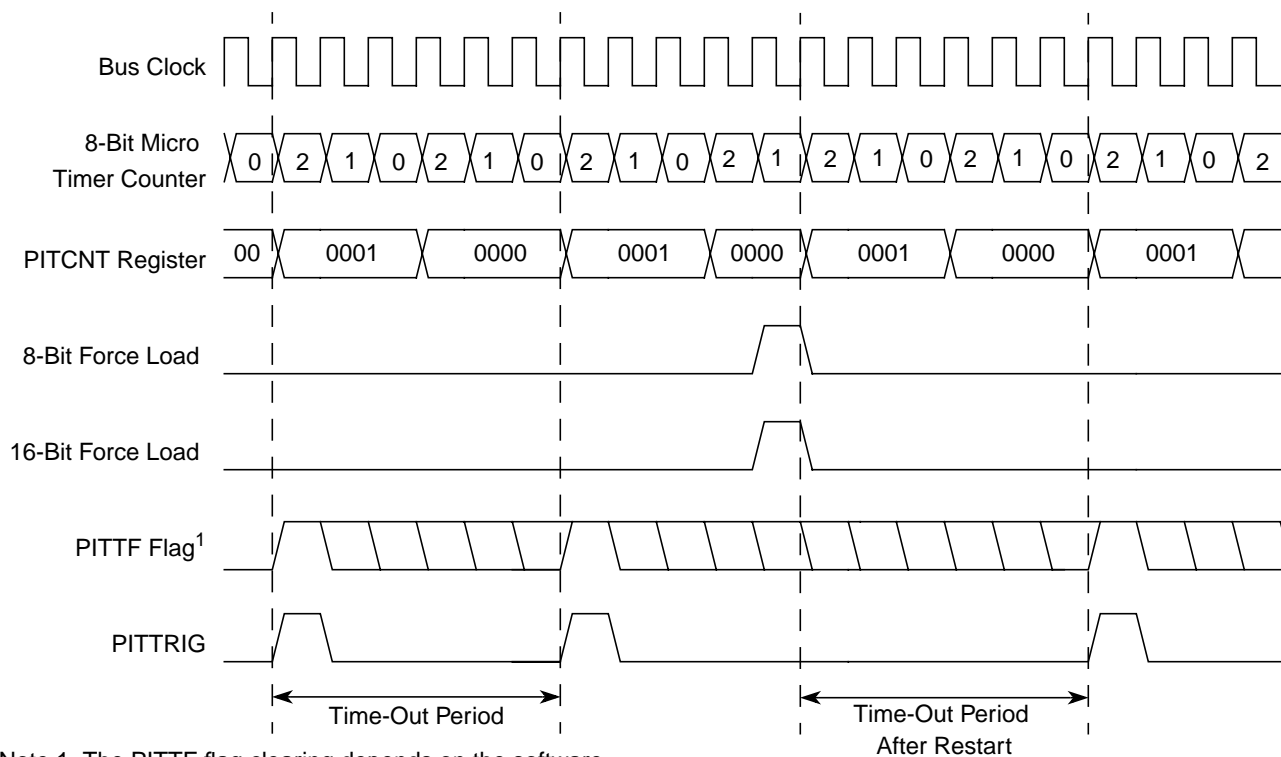 Bus Clock
8-Bit Micro
Timer Counter
0 2 1 0 2 1 0 2 1 0 2 1 2 1 0 2 1 0 2 1 0 2
PITCNT Register
00 0001 0000 0001 0000 0001 0000 0001
8-Bit Force Load
16-Bit Force Load
PITTF Flag1
PITTRIG
Time-Out Period
Time-Out Period
After Restart
Note 1. The PITTF flag clearing depends on the software